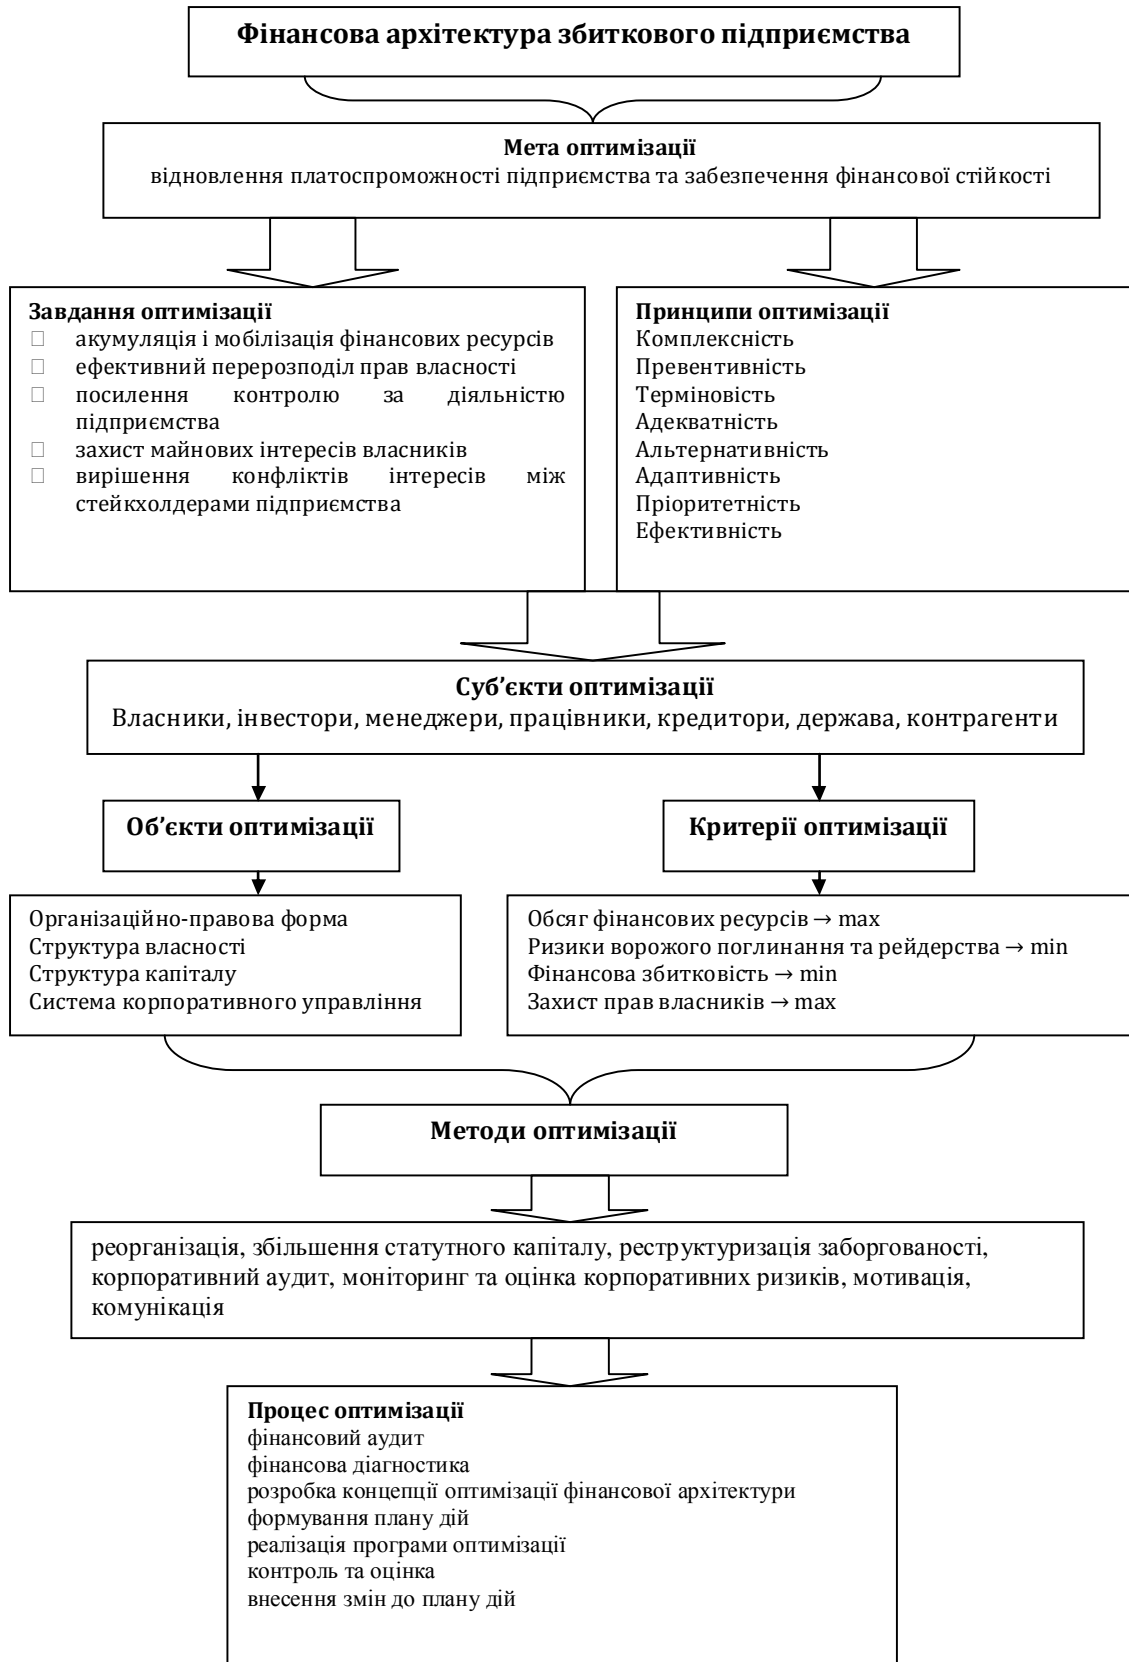 Фінансова архітектура збиткового підприємства
Мета оптимізації
відновлення платоспроможності підприємства та забезпечення фінансової стійкості
Завдання оптимізації
акумуляція і мобілізація фінансових ресурсів
ефективний перерозподіл прав власності
посилення контролю за діяльністю
підприємства
захист майнових інтересів власників
вирішення конфліктів інтересів між
стейкхолдерами підприємства
Принципи оптимізації
Комплексність
Превентивність
Терміновість
Адекватність
Альтернативність
Адаптивність
Пріоритетність
Ефективність
Суб’єкти оптимізації
Власники, інвестори, менеджери, працівники, кредитори, держава, контрагенти
Об’єкти оптимізації
Критерії оптимізації
Організаційно-правова форма
Структура власності
Структура капіталу
Система корпоративного управління
Обсяг фінансових ресурсів → max
Ризики ворожого поглинання та рейдерства → min
Фінансова збитковість → min
Захист прав власників → max
Методи оптимізації
реорганізація, збільшення статутного капіталу, реструктуризація заборгованості,
корпоративний аудит, моніторинг та оцінка корпоративних ризиків, мотивація,
комунікація
Процес оптимізації
фінансовий аудит
фінансова діагностика
розробка концепції оптимізації фінансової архітектури
формування плану дій
реалізація програми оптимізації
контроль та оцінка
внесення змін до плану дій